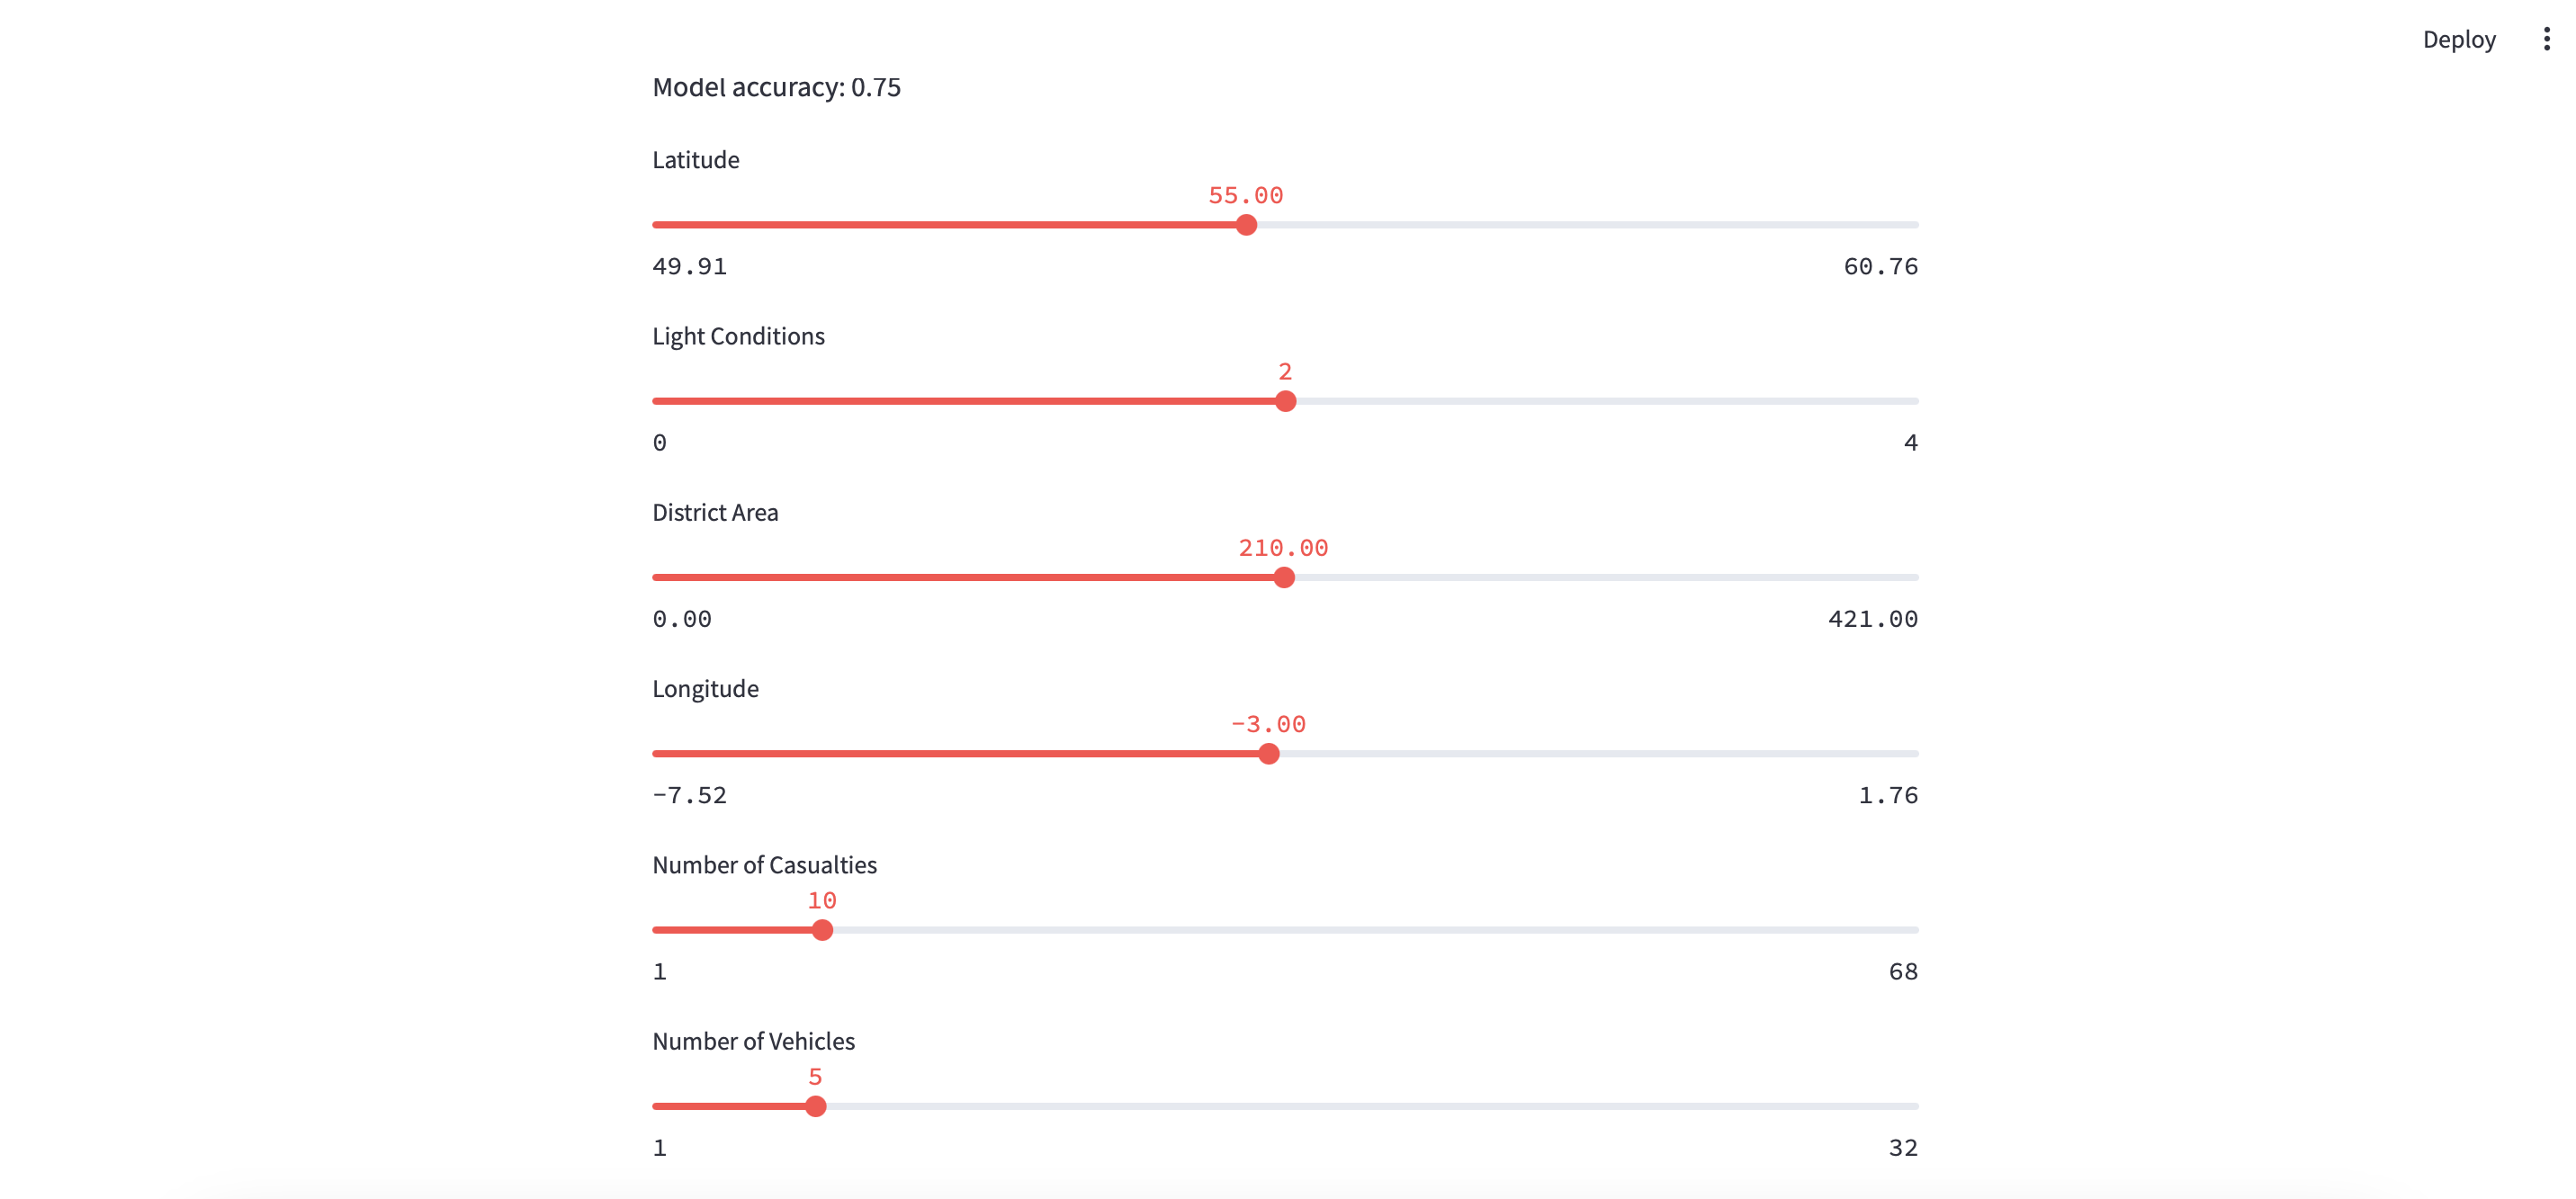 Deploy
Model accuracy: 0.75
Latitude
55.00
49.91 60.76
Light Conditions
2
0 4
District Area
210.00
0.00 421.00
Longitude
−3.00
−7.52 1.76
Number of Casualties
10
1 68
Number of Vehicles
5
1 32